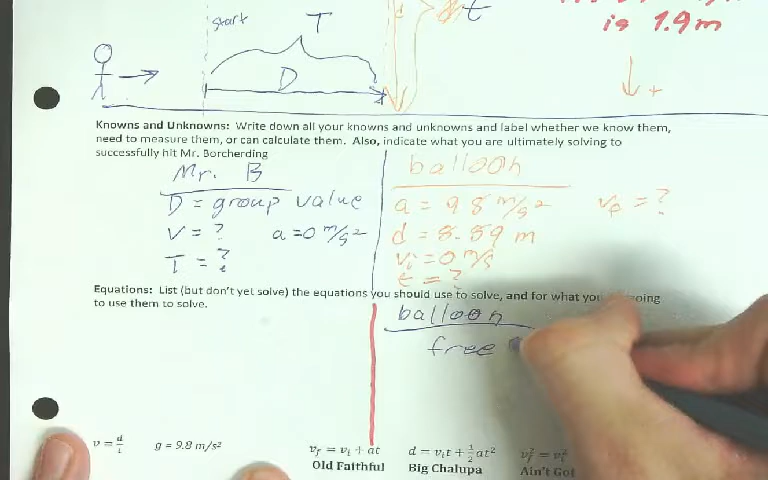 start
T
t
is 1.9m
D
+
Knowns and Unknowns: Write down all your knowns and unknowns and label whether we know them,
need to measure them, or can calculate them. Also, indicate what you are ultimately solving to
successfully hit Mr. Borcherding
Mr. B
D = group value
V = ? a = 0 m/s²
T = ?
balloon
a = 9.8 m/s² vf = ?
d = 8.89 m
vi = 0 m/s
t = ?
Equations: List (but don't yet solve) the equations you should use to solve, and for what you going
to use them to solve.
balloon
free
v = d/t g = 9.8 m/s² vf = vi + at d = vit + ½at² vf² = vi²
Old Faithful Big Chalupa Ain't Got